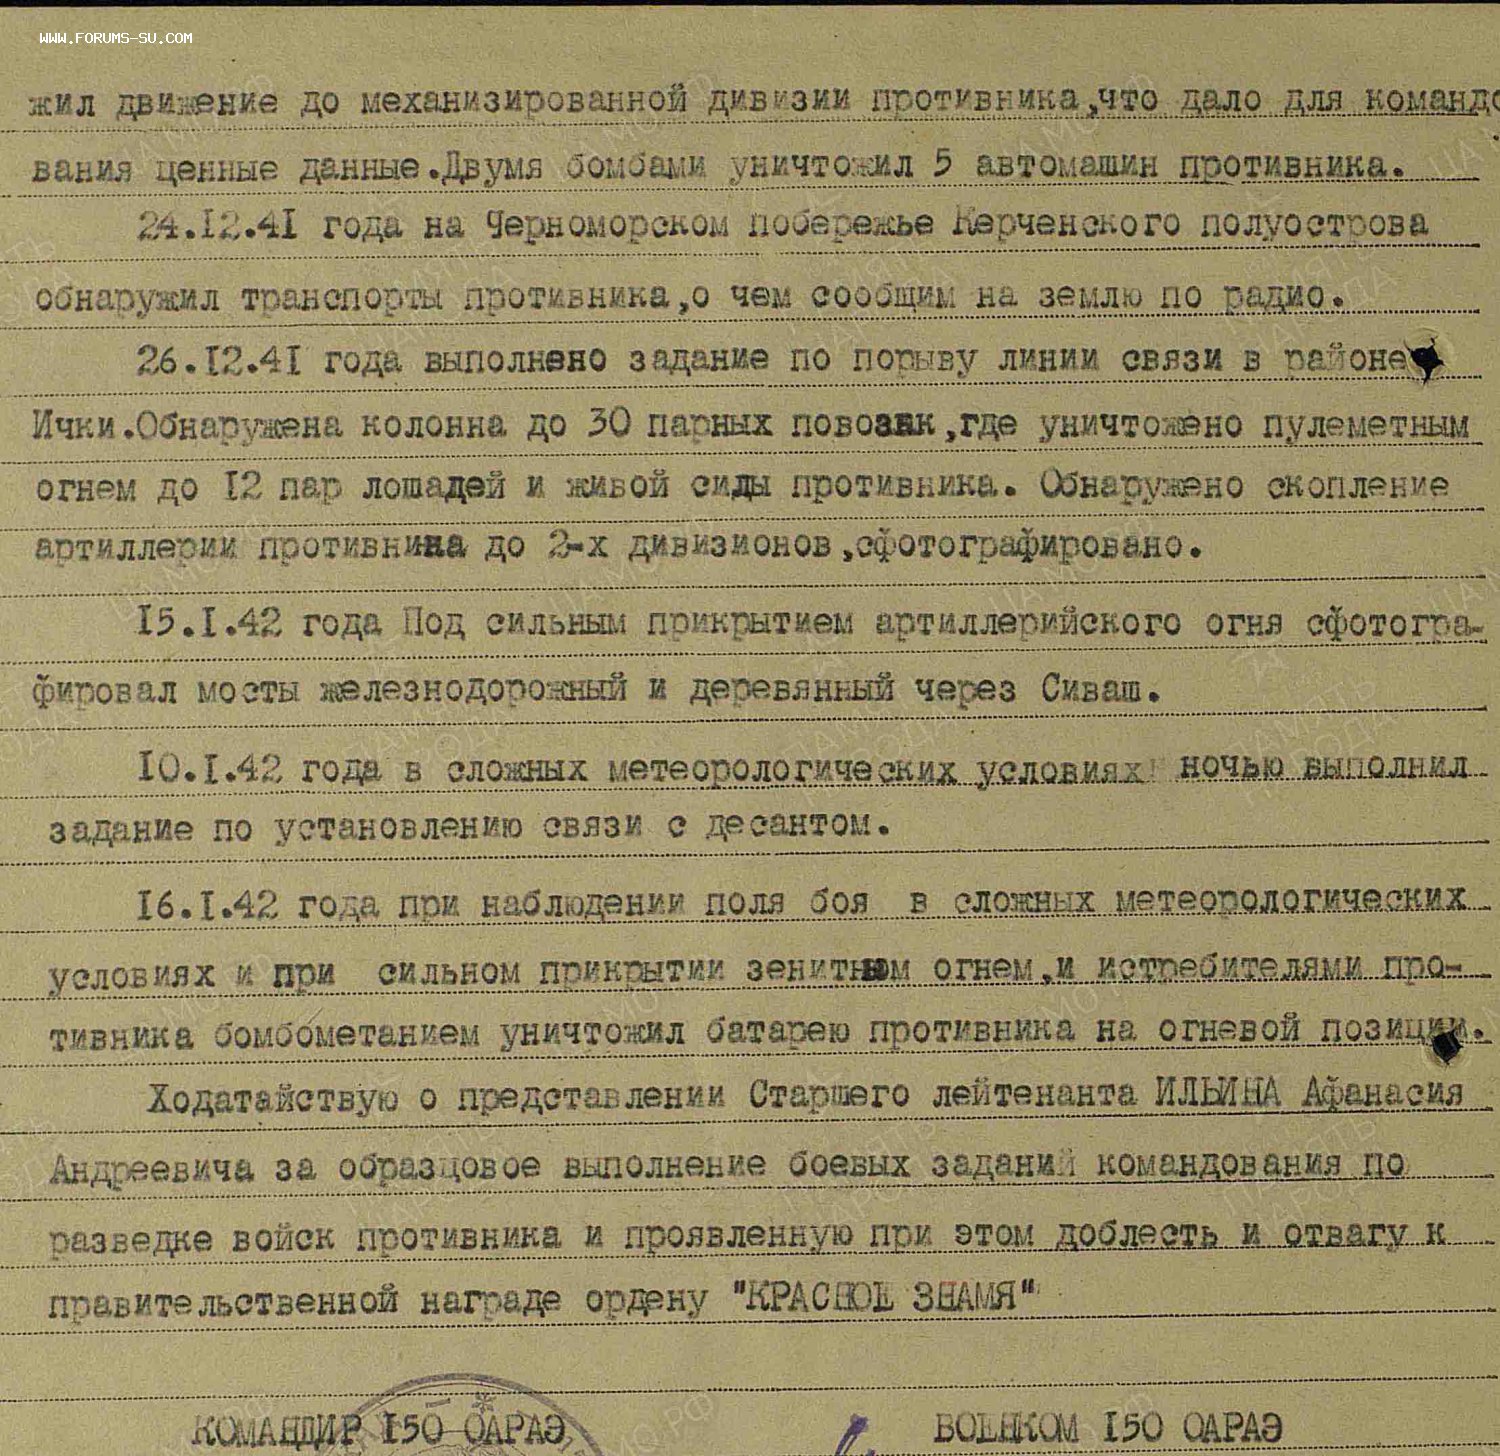 WWW.FORUMS-SU.COM
жил движение до механизированной дивизии противника,что дало для командо
вания ценные данные.Двумя бомбами уничтожил 5 автомашин противника.
24.12.41 года на Черноморском побережье Керченского полуострова
обнаружил транспорты противника,о чем сообщим на землю по радио.
26.12.41 года выполнено задание по порыву линии связи в районе
Ички.Обнаружена колонна до 30 парных повозак,где уничтожено пулеметным
огнем до 12 пар лошадей и живой силы противника. Обнаружено скопление
артиллерии противника до 2-х дивизионов,сфотографировано.
15.1.42 года Под сильным прикрытием артиллерийского огня сфотогра-
фировал мосты железнодорожный и деревянный через Сиваш.
10.1.42 года в сложных метеорологических условиях ночью выполнил
задание по установлению связи с десантом.
16.1.42 года при наблюдении поля боя в сложных метеорологических
условиях и при сильном прикрытии зенитным огнем,и истребителями про-
тивника бомбометанием уничтожил батарею противника на огневой позиции.
Ходатайствую о представлении Старшего лейтенанта ИЛЬИНА Афанасия
Андреевича за образцовое выполнение боевых заданий командования по
разведке войск противника и проявленную при этом доблесть и отвагу к
правительственной награде ордену "КРАСНОЕ ЗНАМЯ"
КОМАНДИР 150 ОАРАЭ ВОЕНКОМ 150 ОАРАЭ